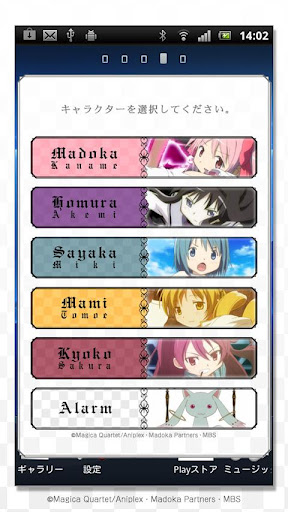 14:02
キャラクターを選択してください。
Madoka
Kaname
Homura
Akemi
Sayaka
Miki
Mami
Tomoe
Kyoko
Sakura
Alarm
©Magica Quartet/Aniplex・Madoka Partners・MBS
ギャラリー 設定 Playストア ミュージッ
©Magica Quartet/Aniplex・Madoka Partners・MBS